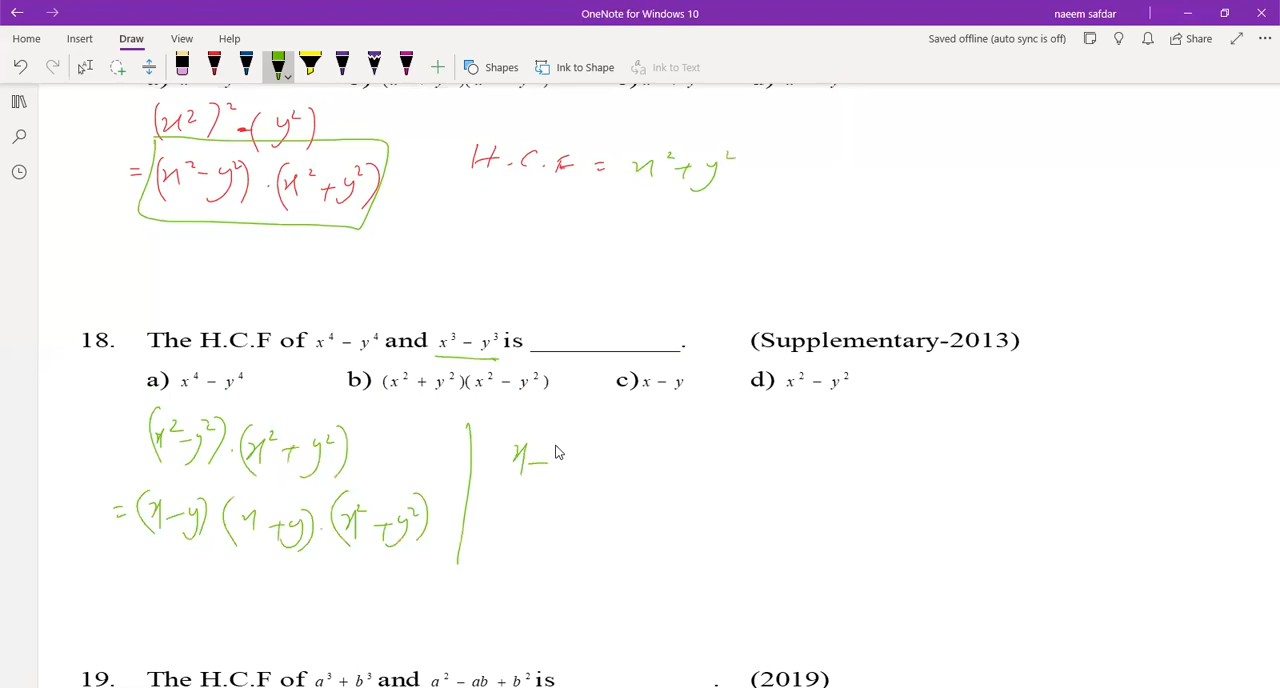 OneNote for Windows 10
naeem safdar
Home Insert Draw View Help
Saved offline (auto sync is off) Share
Shapes Ink to Shape Ink to Text
(x²)² - (y²)
= (x² - y²) · (x² + y²)
H.C.F = x² + y²
18. The H.C.F of x⁴ − y⁴ and x³ − y³ is ____________. (Supplementary-2013)
a) x⁴ − y⁴ b) (x² + y²)(x² − y²) c) x − y d) x² − y²
(x² - y²) · (x² + y²)
= (x - y) (x + y) · (x² + y²)
x -
19. The H.C.F of a³ + b³ and a² − ab + b² is ____________. (2019)